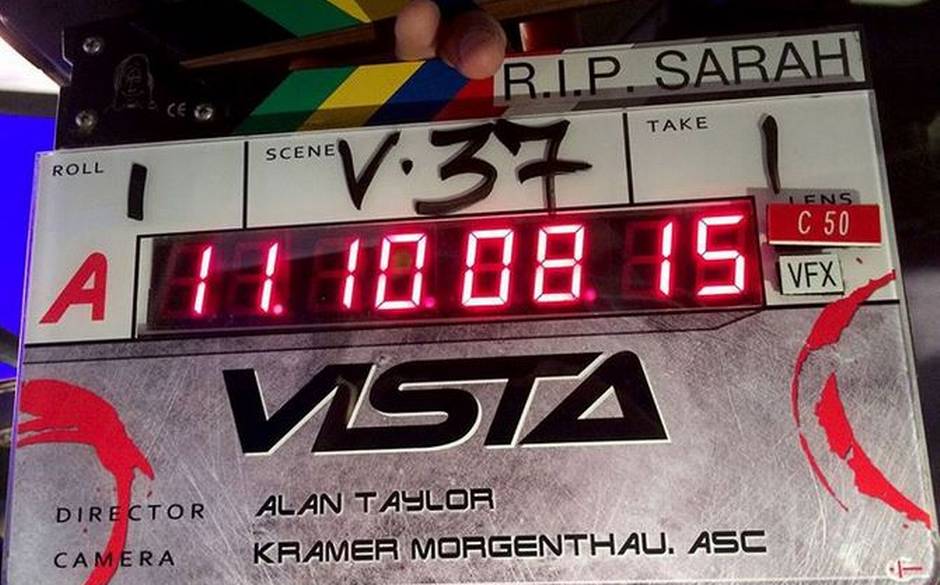 R.I.P. SARAH
CE
ROLL 1
SCENE V.37
TAKE 1
LENS
C 50
VFX
A
11.10.08 15
VISTA
DIRECTOR ALAN TAYLOR
CAMERA KRAMER MORGENTHAU. ASC